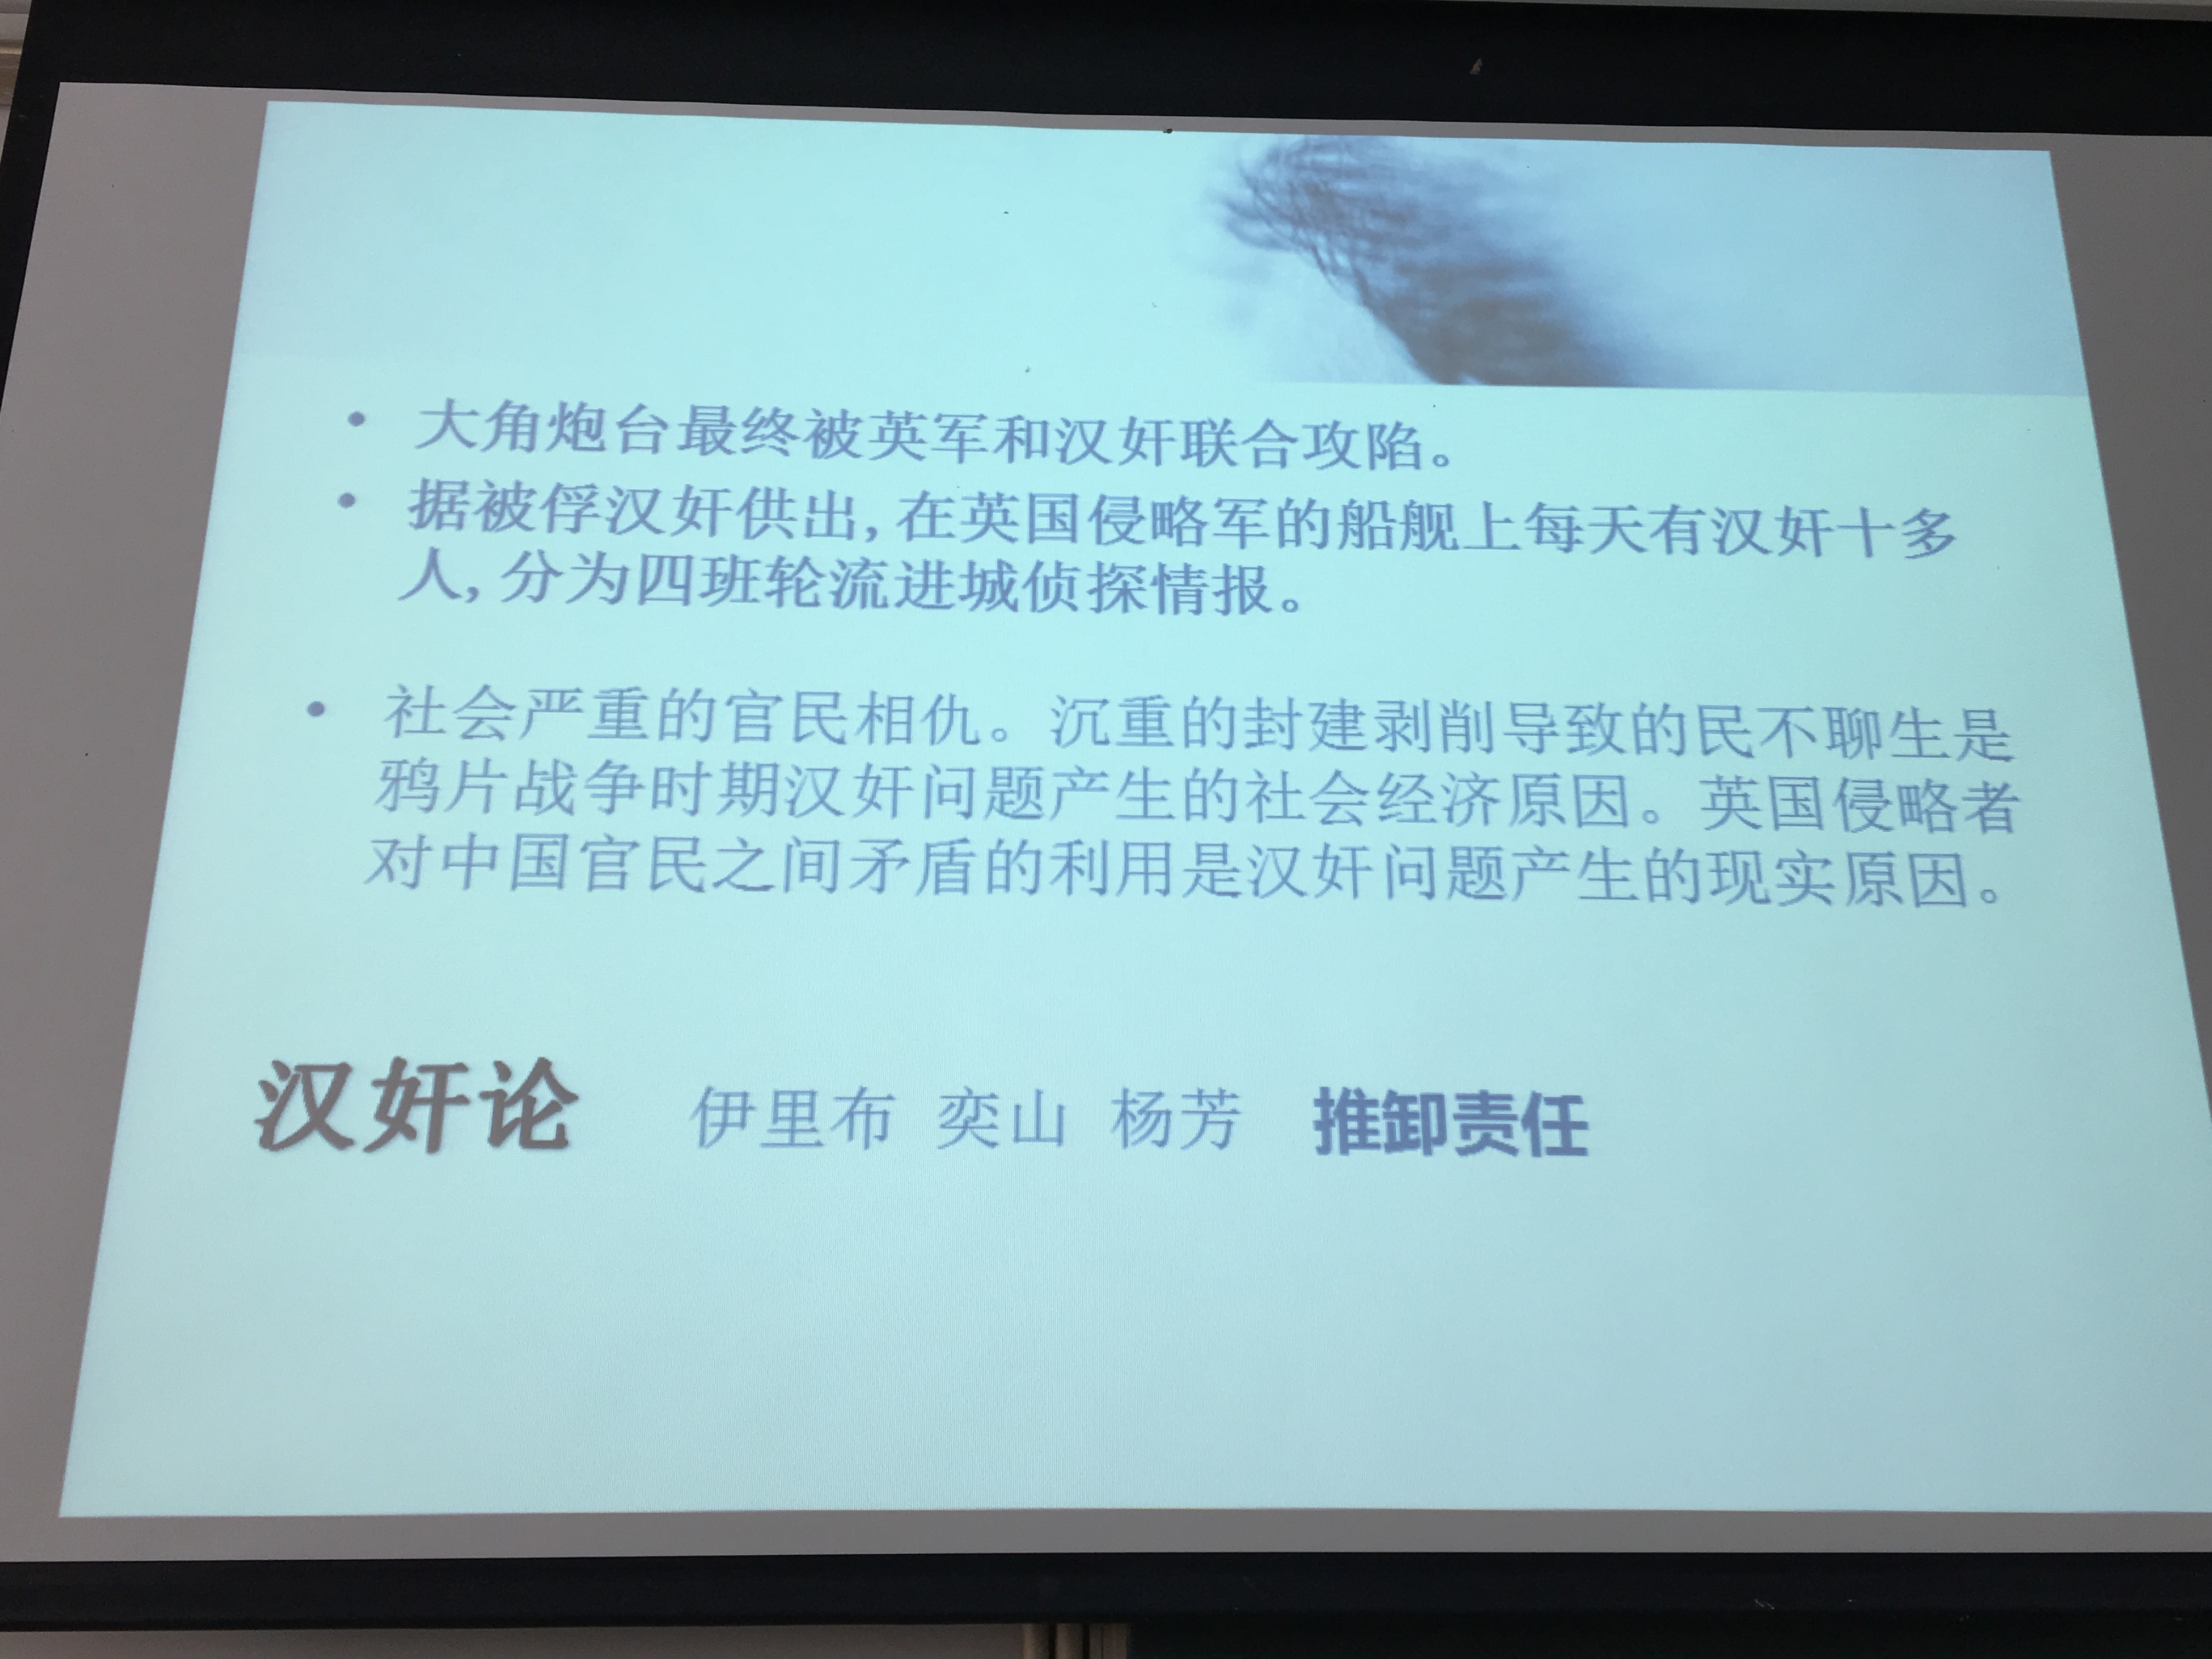 • 大角炮台最终被英军和汉奸联合攻陷。
• 据被俘汉奸供出,在英国侵略军的船舰上每天有汉奸十多
人,分为四班轮流进城侦探情报。
• 社会严重的官民相仇。沉重的封建剥削导致的民不聊生是
鸦片战争时期汉奸问题产生的社会经济原因。英国侵略者
对中国官民之间矛盾的利用是汉奸问题产生的现实原因。
汉奸论 伊里布 奕山 杨芳 推卸责任